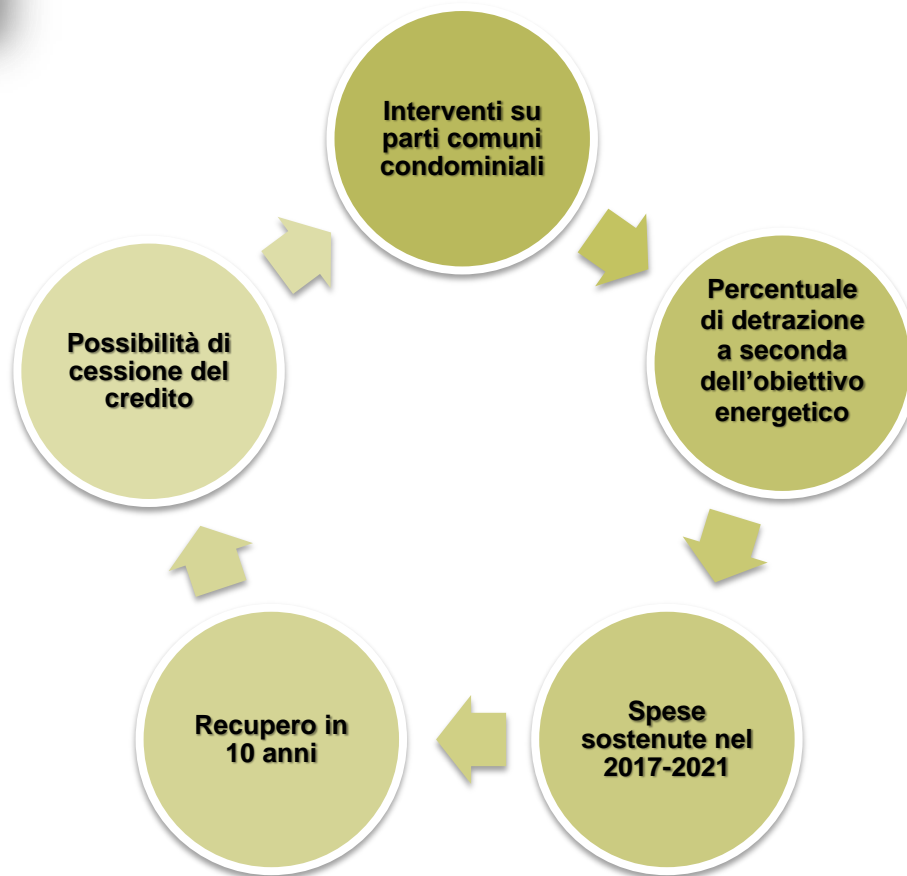 Interventi su
parti comuni
condominiali
Percentuale
di detrazione
a seconda
dell’obiettivo
energetico
Spese
sostenute nel
2017-2021
Recupero in
10 anni
Possibilità di
cessione del
credito